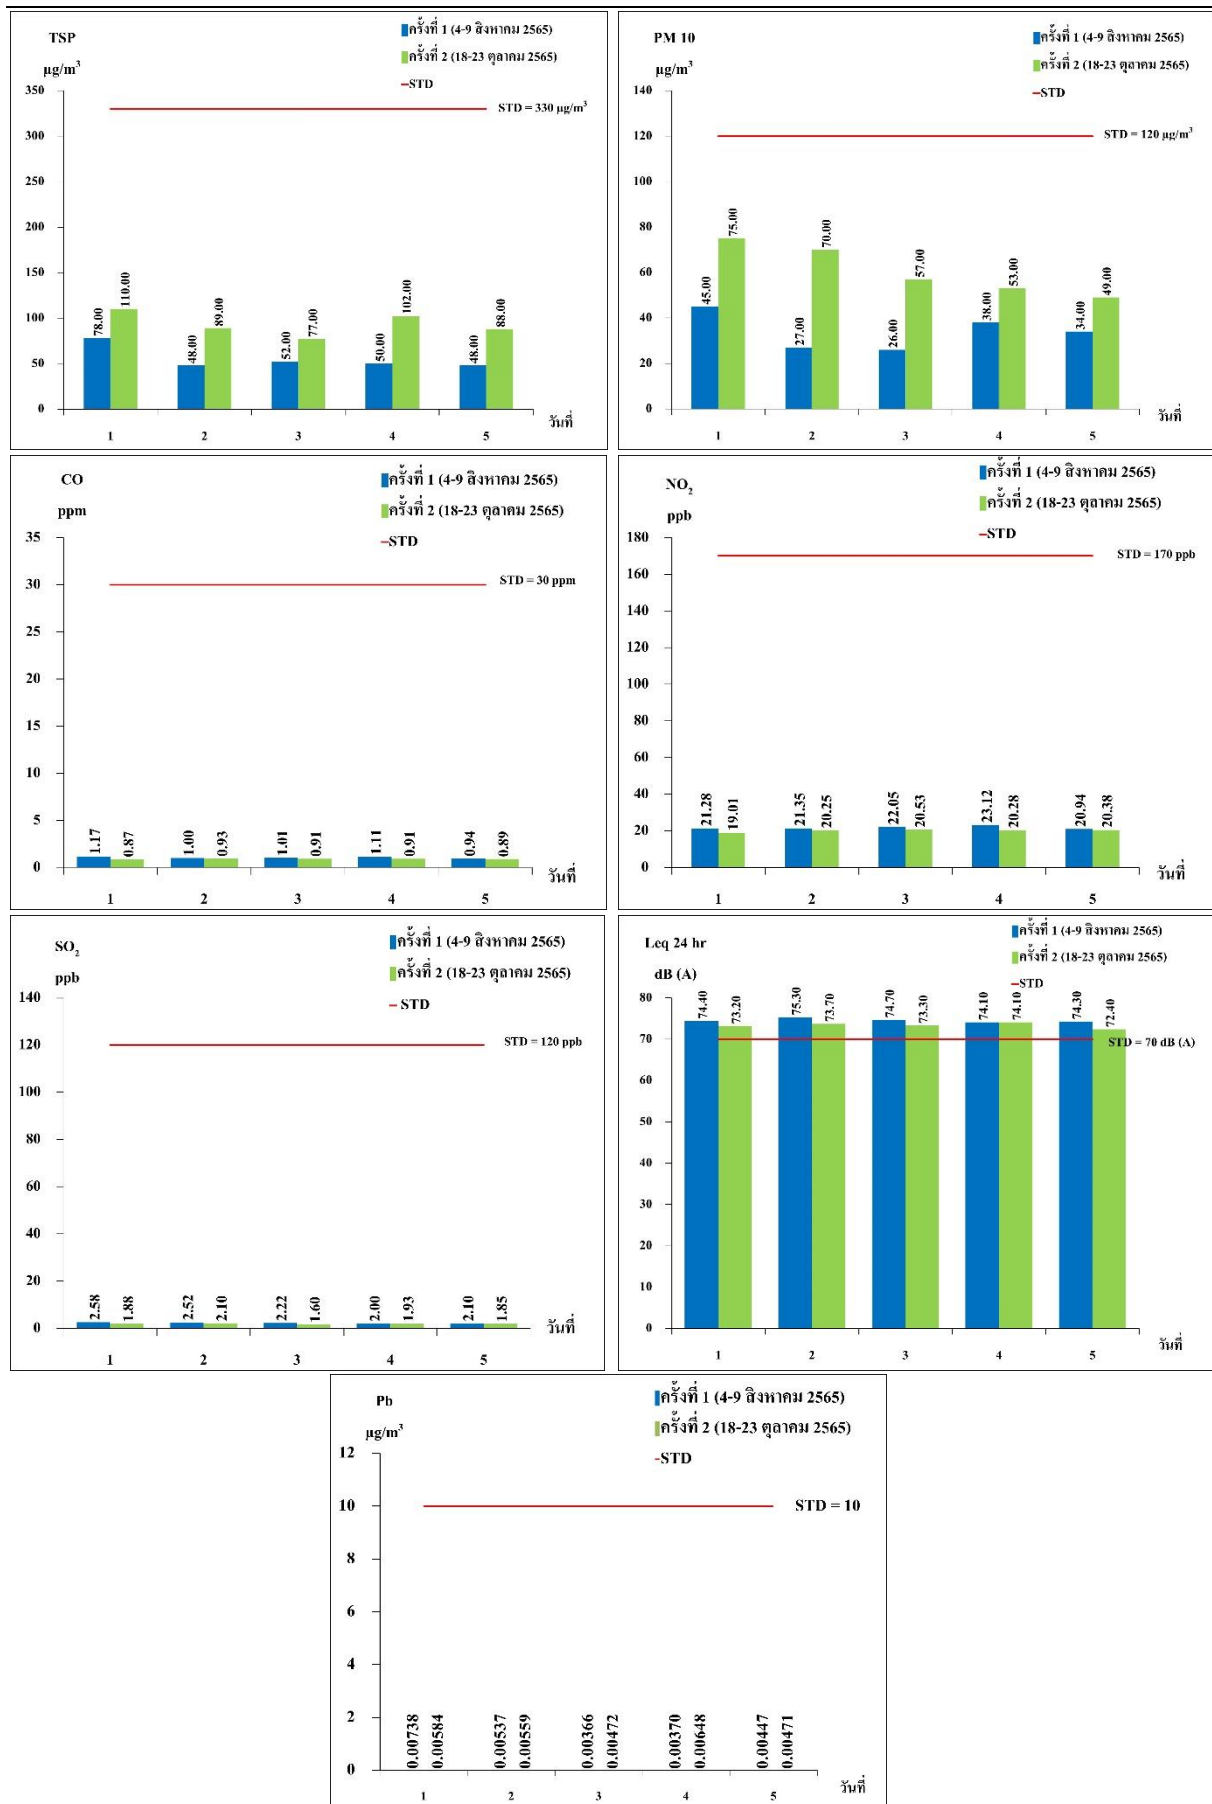 TSP
µg/m³
ครั้งที่ 1 (4-9 สิงหาคม 2565)
ครั้งที่ 2 (18-23 ตุลาคม 2565)
STD
STD = 330 µg/m³
350
300
250
200
150
100
50
0
78.00 110.00 48.00 89.00 52.00 77.00 50.00 102.00 48.00 88.00
วันที่
1 2 3 4 5
PM 10
µg/m³
ครั้งที่ 1 (4-9 สิงหาคม 2565)
ครั้งที่ 2 (18-23 ตุลาคม 2565)
STD
STD = 120 µg/m³
140
120
100
80
60
40
20
0
45.00 75.00 27.00 70.00 26.00 57.00 38.00 53.00 34.00 49.00
วันที่
1 2 3 4 5
CO
ppm
ครั้งที่ 1 (4-9 สิงหาคม 2565)
ครั้งที่ 2 (18-23 ตุลาคม 2565)
STD
STD = 30 ppm
35
30
25
20
15
10
5
0
1.17 0.87 1.00 0.93 1.01 0.91 1.11 0.91 0.94 0.89
วันที่
1 2 3 4 5
NO₂
ppb
ครั้งที่ 1 (4-9 สิงหาคม 2565)
ครั้งที่ 2 (18-23 ตุลาคม 2565)
STD
STD = 170 ppb
180
160
140
120
100
80
60
40
20
0
21.28 19.01 21.35 20.25 22.05 20.53 23.12 20.28 20.94 20.38
วันที่
1 2 3 4 5
SO₂
ppb
ครั้งที่ 1 (4-9 สิงหาคม 2565)
ครั้งที่ 2 (18-23 ตุลาคม 2565)
STD
STD = 120 ppb
140
120
100
80
60
40
20
0
2.58 1.88 2.52 2.10 2.22 1.60 2.00 1.93 2.10 1.85
วันที่
1 2 3 4 5
Leq 24 hr
dB (A)
ครั้งที่ 1 (4-9 สิงหาคม 2565)
ครั้งที่ 2 (18-23 ตุลาคม 2565)
STD
STD = 70 dB (A)
80
70
60
50
40
30
20
10
0
74.40 73.20 75.30 73.70 74.70 73.30 74.10 74.10 74.30 72.40
วันที่
1 2 3 4 5
Pb
µg/m³
ครั้งที่ 1 (4-9 สิงหาคม 2565)
ครั้งที่ 2 (18-23 ตุลาคม 2565)
STD
STD = 10
12
10
8
6
4
2
0
0.00738 0.00584 0.00537 0.00559 0.00366 0.00472 0.00370 0.00648 0.00447 0.00471
วันที่
1 2 3 4 5